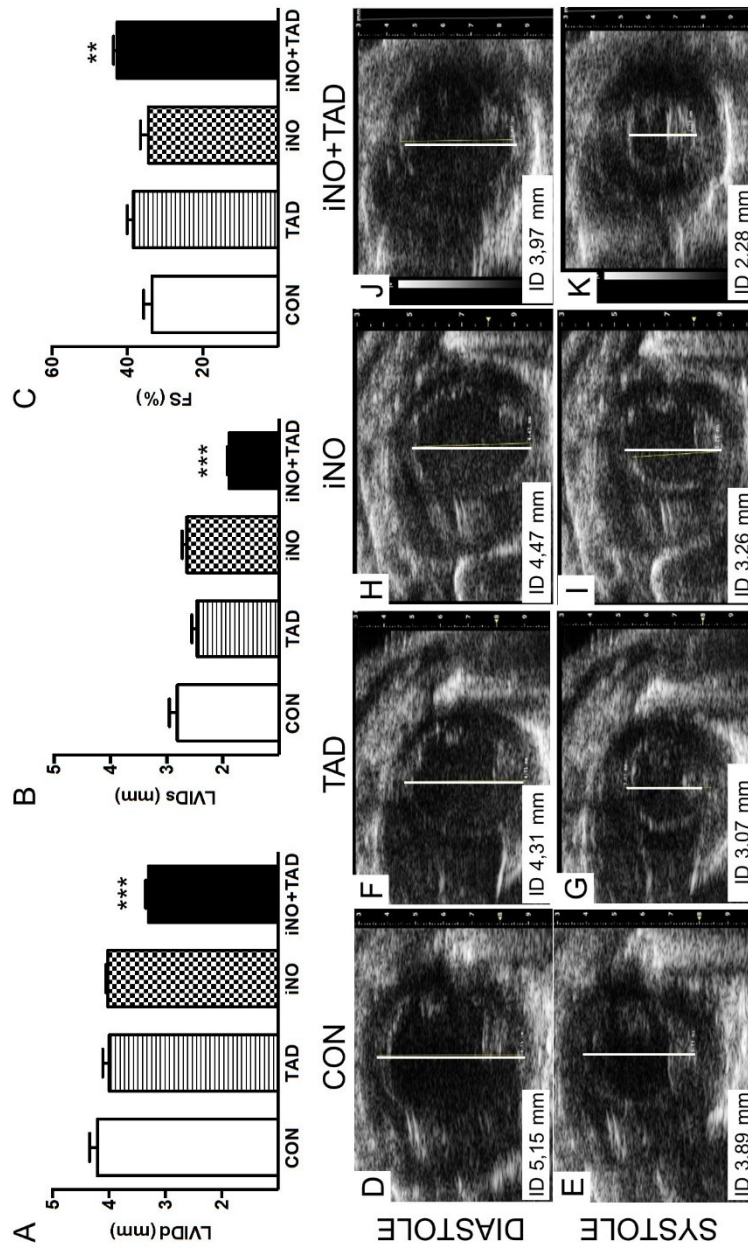 A
LVIDd (mm)
5
4
3
2
CON
TAD
iNO
iNO+TAD
***
B
LVIDs (mm)
5
4
3
2
CON
TAD
iNO
iNO+TAD
***
C
FS (%)
60
40
20
CON
TAD
iNO
iNO+TAD
**
CON
TAD
iNO
iNO+TAD
DIASTOLE
D
ID 5,15 mm
F
ID 4,31 mm
H
ID 4,47 mm
J
ID 3,97 mm
SYSTOLE
E
ID 3,89 mm
G
ID 3,07 mm
I
ID 3,26 mm
K
ID 2,28 mm